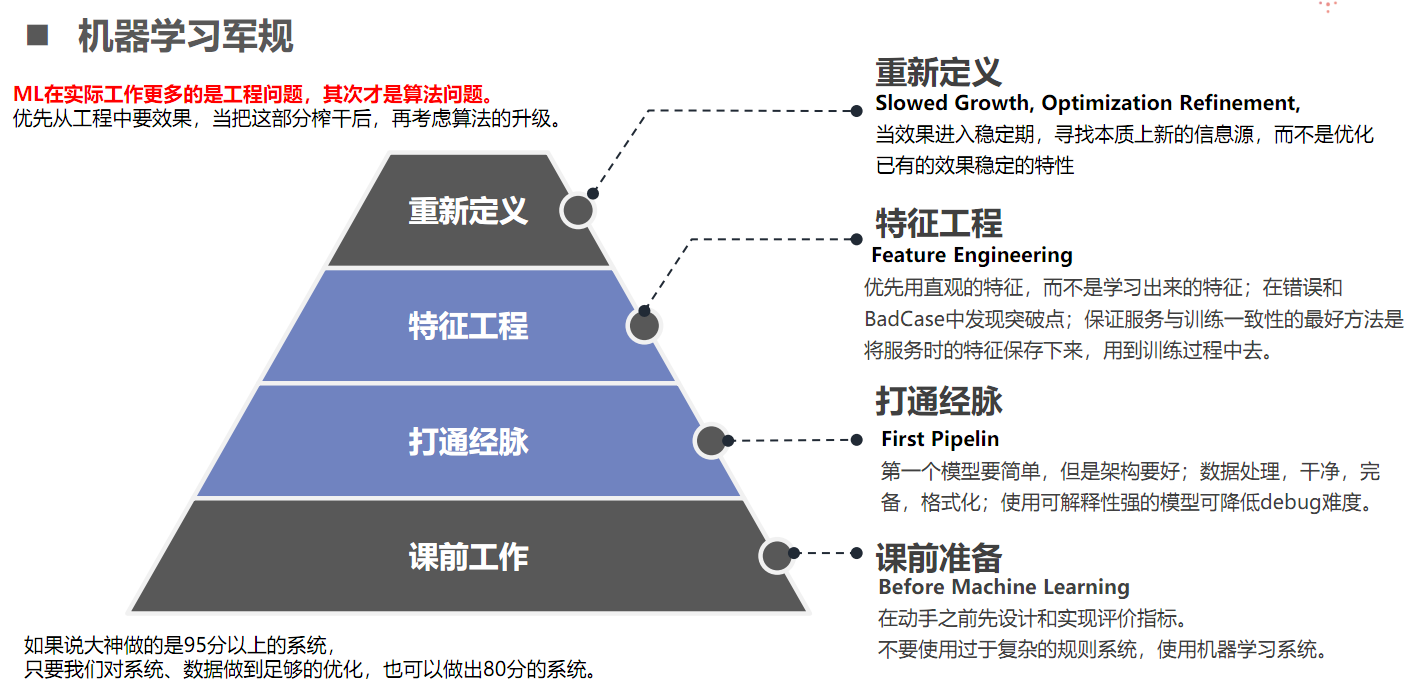 机器学习军规
ML在实际工作更多的是工程问题，其次才是算法问题。
优先从工程中要效果，当把这部分榨干后，再考虑算法的升级。
重新定义
特征工程
打通经脉
课前工作
如果说大神做的是95分以上的系统，
只要我们对系统、数据做到足够的优化，也可以做出80分的系统。
重新定义
Slowed Growth, Optimization Refinement,
当效果进入稳定期，寻找本质上新的信息源，而不是优化
已有的效果稳定的特性
特征工程
Feature Engineering
优先用直观的特征，而不是学习出来的特征；在错误和
BadCase中发现突破点；保证服务与训练一致性的最好方法是
将服务时的特征保存下来，用到训练过程中去。
打通经脉
First Pipelin
第一个模型要简单，但是架构要好；数据处理，干净，完
备，格式化；使用可解释性强的模型可降低debug难度。
课前准备
Before Machine Learning
在动手之前先设计和实现评价指标。
不要使用过于复杂的规则系统，使用机器学习系统。